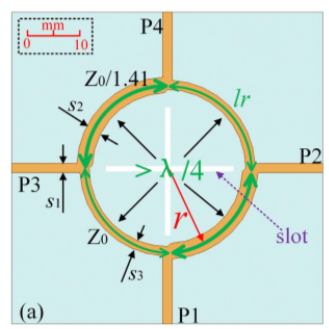 mm
0 10
P4
Z0/1,41
lr
s2
> λ /4
P2
P3
s1
r
Z0
slot
s3
(a)
P1